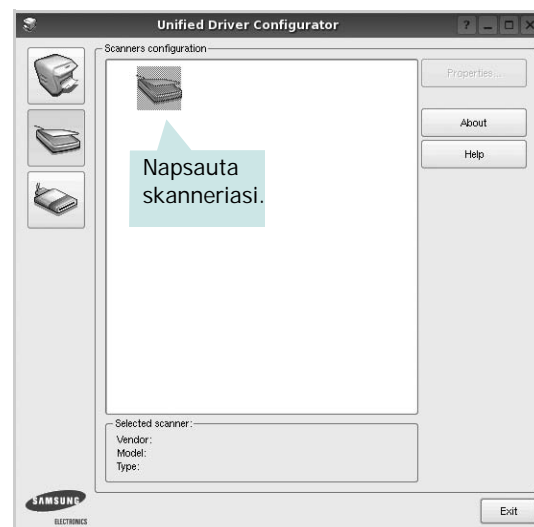 Unified Driver Configurator
Scanners configuration
Properties...
About
Help
Napsauta
skanneriasi.
Selected scanner:
Vendor:
Model:
Type:
SAMSUNG
ELECTRONICS
Exit